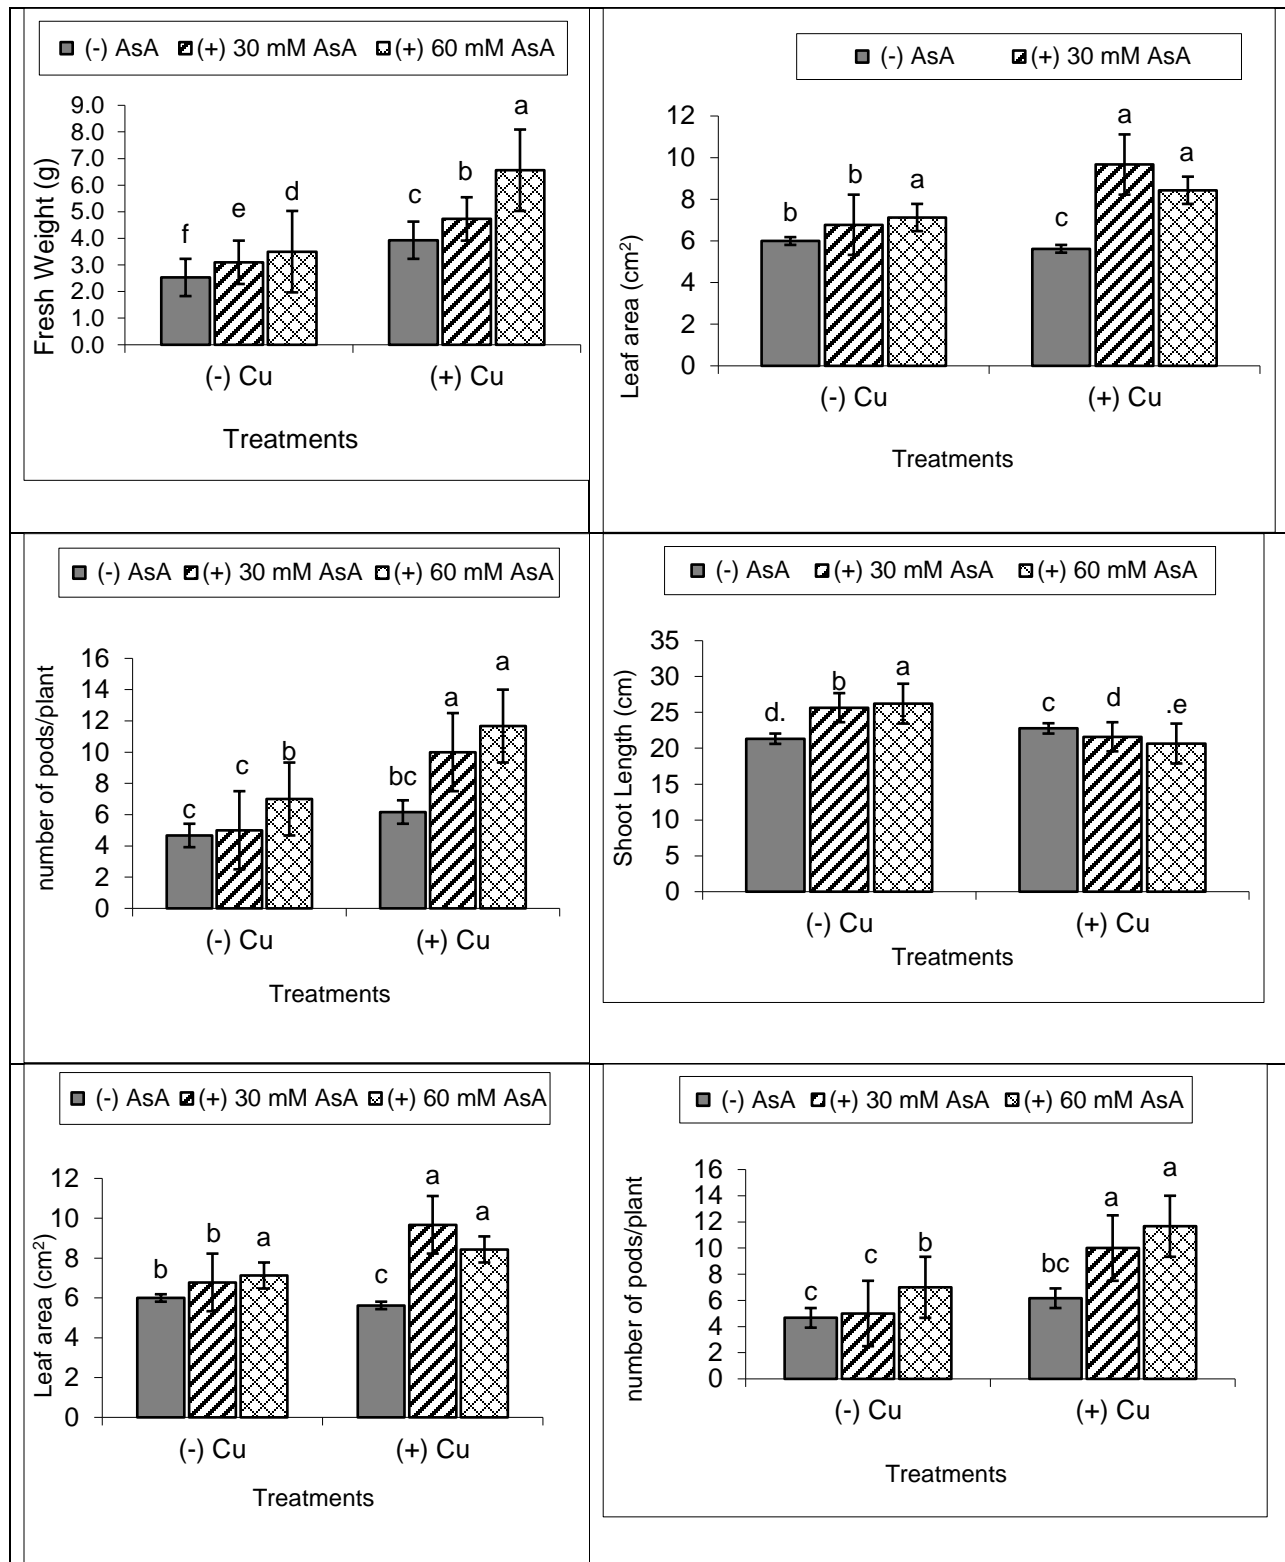 (-) AsA (+) 30 mM AsA (+) 60 mM AsA
Fresh Weight (g)
9.0
8.0
7.0
6.0
5.0
4.0
3.0
2.0
1.0
0.0
f e d c b a
(-) Cu (+) Cu
Treatments
(-) AsA (+) 30 mM AsA
Leaf area (cm²)
12
10
8
6
4
2
0
b b a c a a
(-) Cu (+) Cu
Treatments
(-) AsA (+) 30 mM AsA (+) 60 mM AsA
number of pods/plant
16
14
12
10
8
6
4
2
0
c c b bc a a
(-) Cu (+) Cu
Treatments
(-) AsA (+) 30 mM AsA (+) 60 mM AsA
Shoot Length (cm)
35
30
25
20
15
10
5
0
d. b a c d .e
(-) Cu (+) Cu
Treatments
(-) AsA (+) 30 mM AsA (+) 60 mM AsA
Leaf area (cm²)
12
10
8
6
4
2
0
b b a c a a
(-) Cu (+) Cu
Treatments
(-) AsA (+) 30 mM AsA (+) 60 mM AsA
number of pods/plant
16
14
12
10
8
6
4
2
0
c c b bc a a
(-) Cu (+) Cu
Treatments